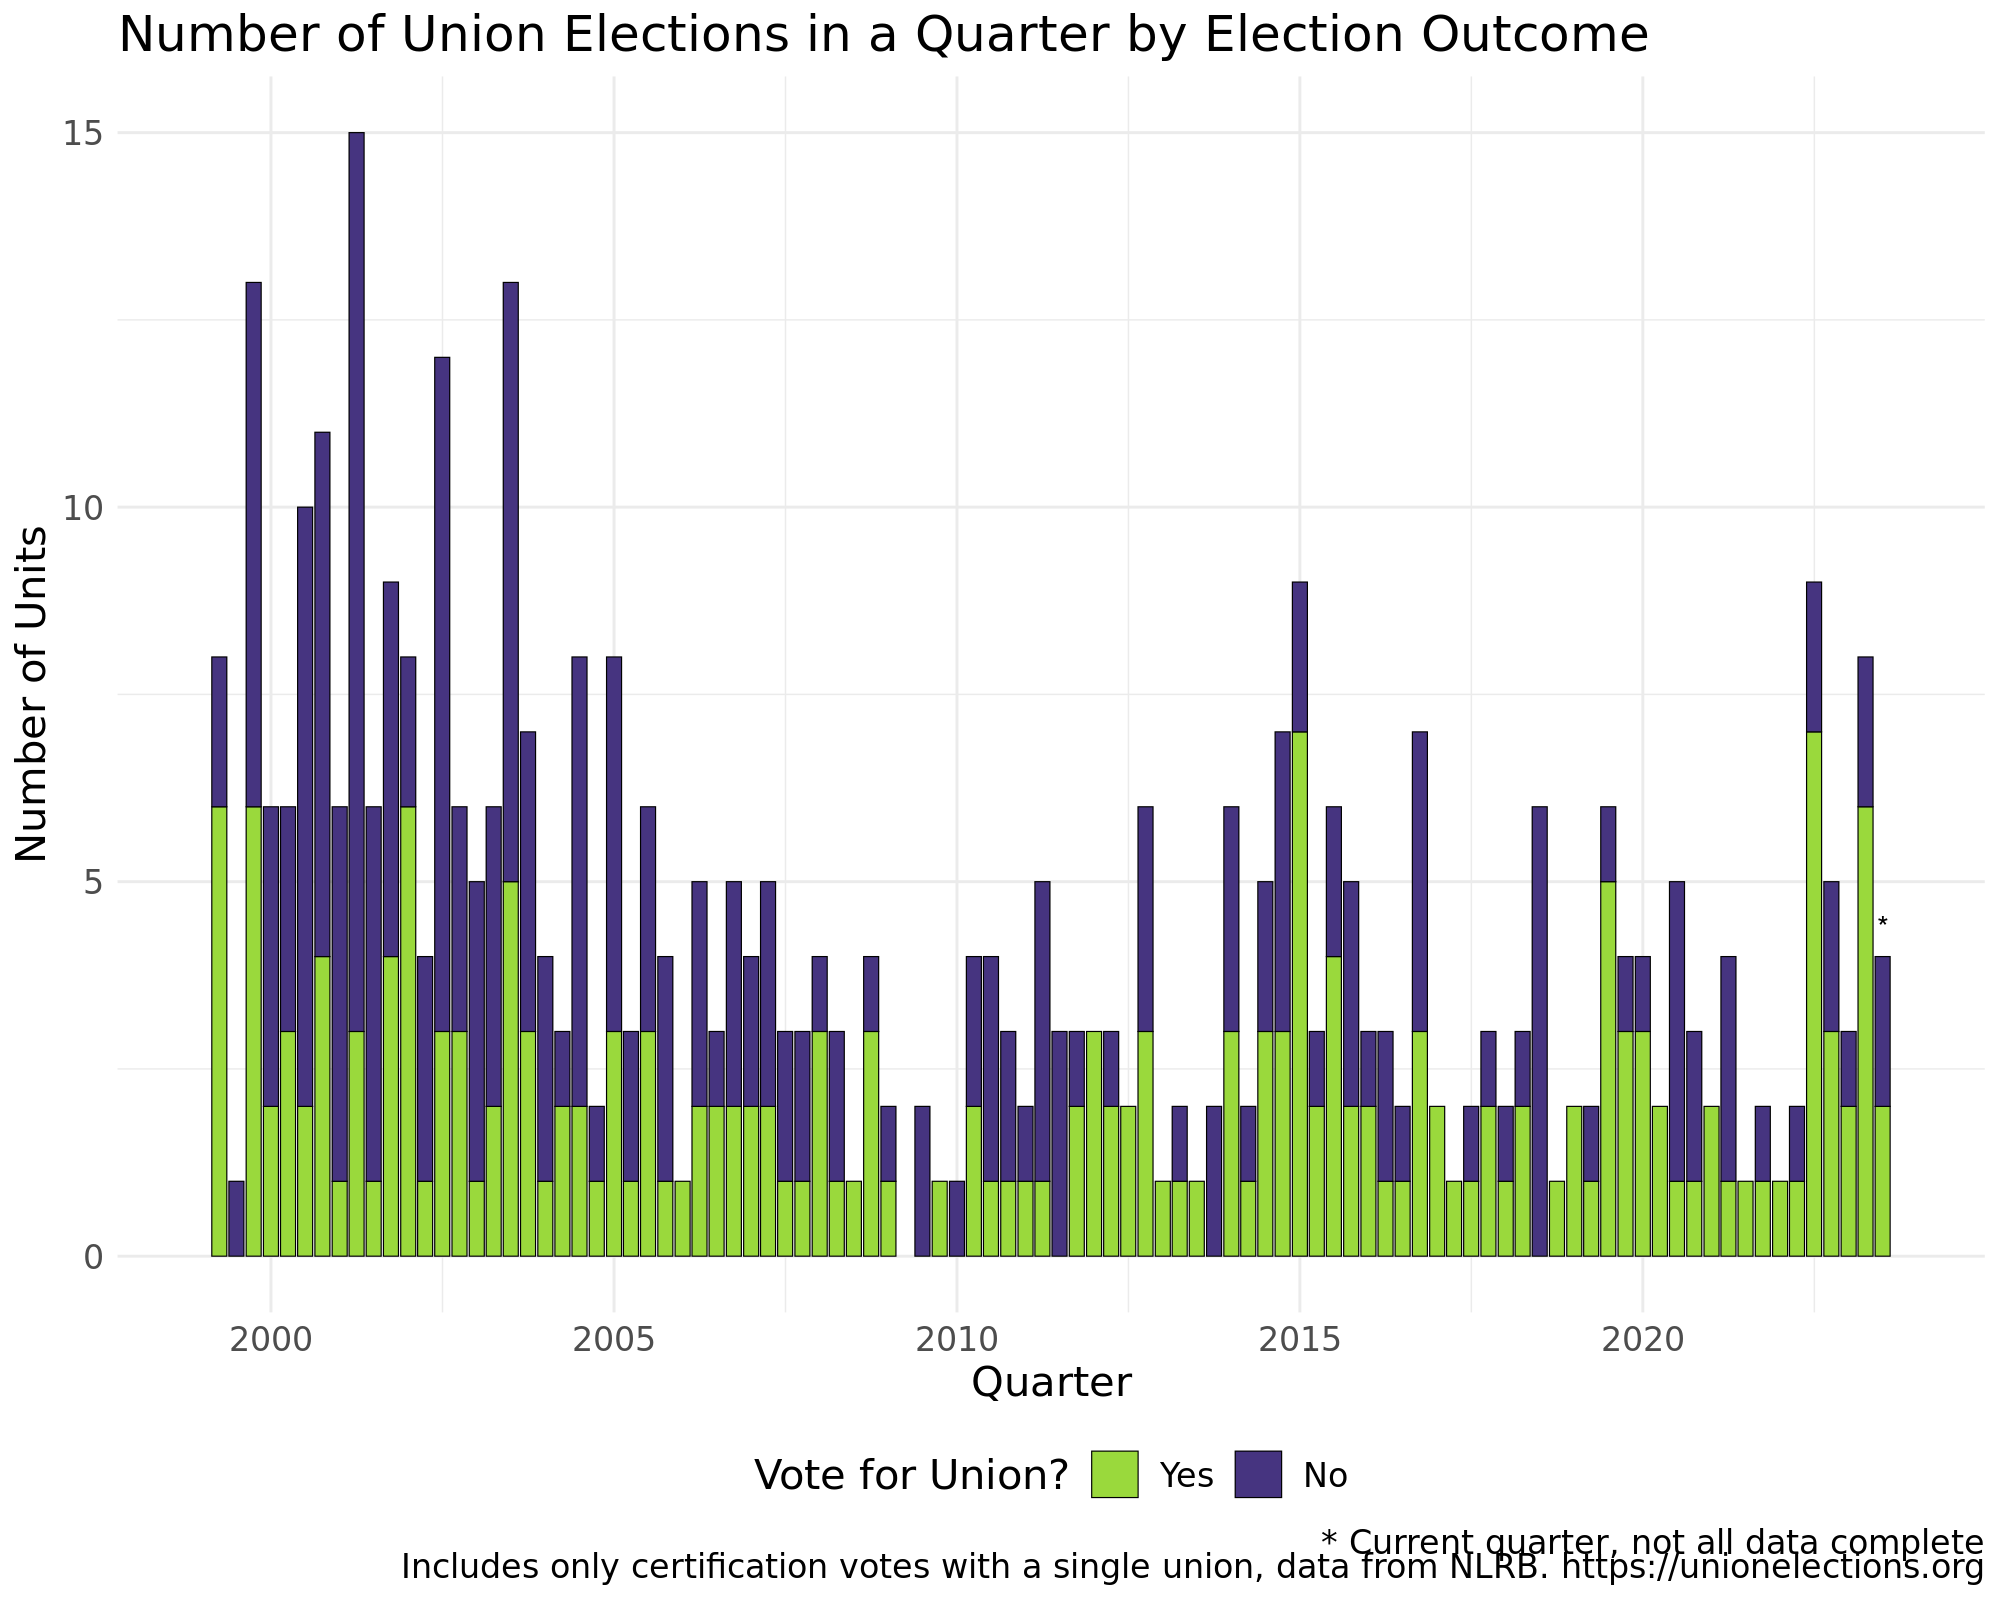 Number of Union Elections in a Quarter by Election Outcome
15
10
5
0
Number of Units
*
2000 2005 2010 2015 2020
Quarter
Vote for Union? Yes No
* Current quarter, not all data complete
Includes only certification votes with a single union, data from NLRB. https://unionelections.org